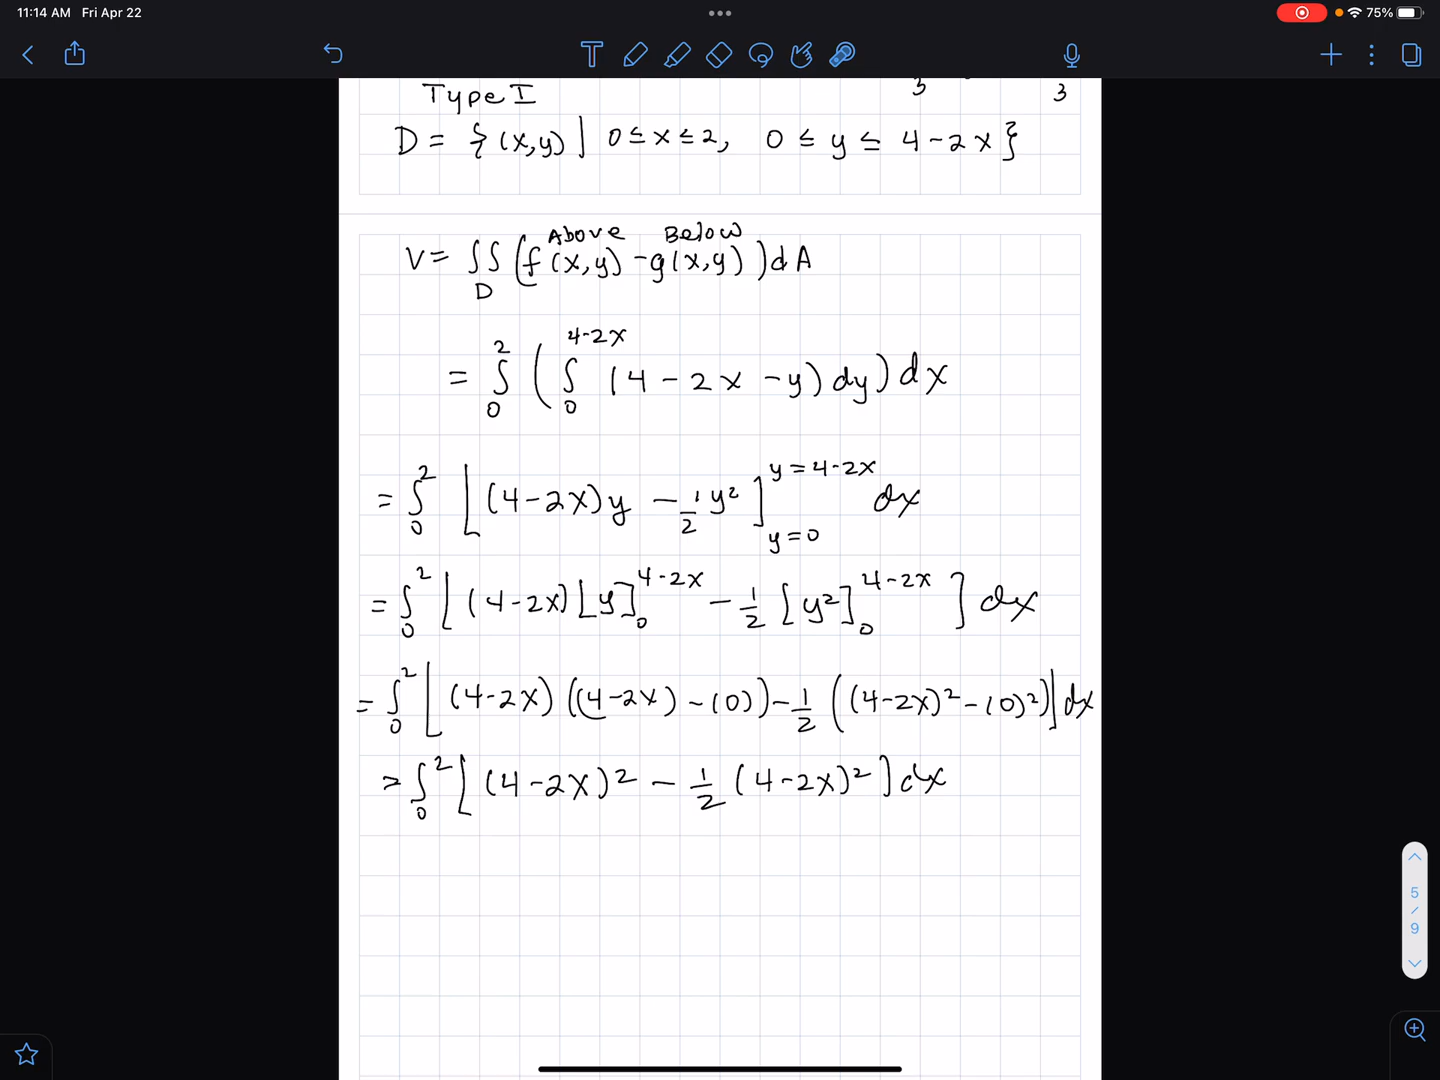 11:14 AM Fri Apr 22
75%
3 3
Type I
D = {(x,y) | 0 ≤ x ≤ 2, 0 ≤ y ≤ 4-2x}
Above Below
V = ∬_D (f(x,y) - g(x,y)) dA
= ∫_0^2 (∫_0^{4-2x} (4 - 2x - y) dy) dx
= ∫_0^2 [(4-2x)y - 1/2 y²]_{y=0}^{y=4-2x} dx
= ∫_0^2 [(4-2x)[y]_0^{4-2x} - 1/2 [y²]_0^{4-2x}] dx
= ∫_0^2 [(4-2x)((4-2x) - (0)) - 1/2 ((4-2x)² - (0)²)] dx
= ∫_0^2 [(4-2x)² - 1/2 (4-2x)²] dx
5
/
9